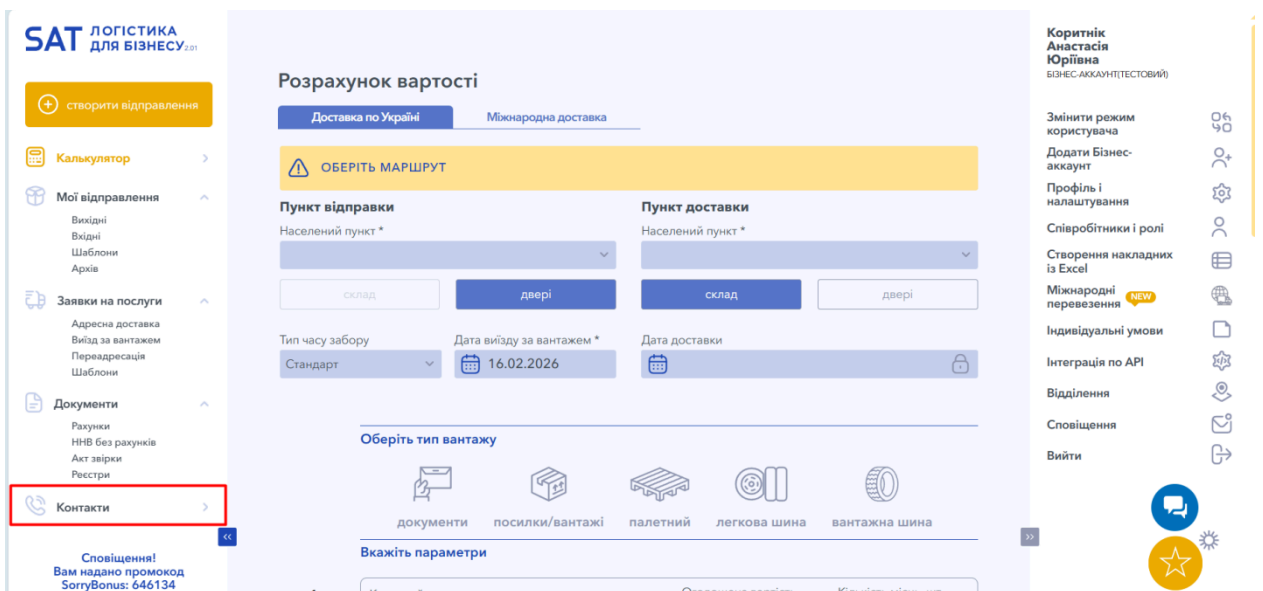 SAT ЛОГІСТИКА
ДЛЯ БІЗНЕСУ 2.01
створити відправлення
Калькулятор
Мої відправлення
Вихідні
Вхідні
Шаблони
Архів
Заявки на послуги
Адресна доставка
Виїзд за вантажем
Переадресація
Шаблони
Документи
Рахунки
ННВ без рахунків
Акт звірки
Реєстри
Контакти
Сповіщення!
Вам надано промокод
SorryBonus: 646134
Розрахунок вартості
Доставка по Україні Міжнародна доставка
ОБЕРІТЬ МАРШРУТ
Пункт відправки
Населений пункт *
склад двері
Тип часу забору Дата виїзду за вантажем *
Стандарт 16.02.2026
Пункт доставки
Населений пункт *
склад двері
Дата доставки
Оберіть тип вантажу
документи посилки/вантажі палетний легкова шина вантажна шина
Вкажіть параметри
Коритнік
Анастасія
Юріївна
БІЗНЕС-АККАУНТ(ТЕСТОВИЙ)
Змінити режим
користувача
Додати Бізнес-
аккаунт
Профіль і
налаштування
Співробітники і ролі
Створення накладних
із Excel
Міжнародні
перевезення NEW
Індивідуальні умови
Інтеграція по API
Відділення
Сповіщення
Вийти